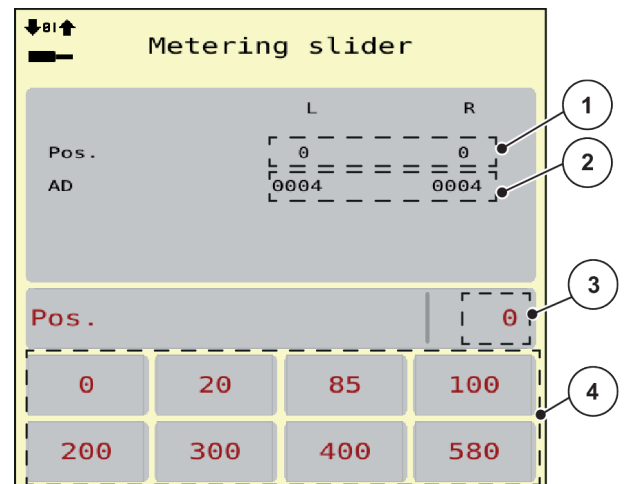 Metering slider
L R
Pos. 0 0
AD 0004 0004
Pos. 0
0 20 85 100
200 300 400 580
1
2
3
4